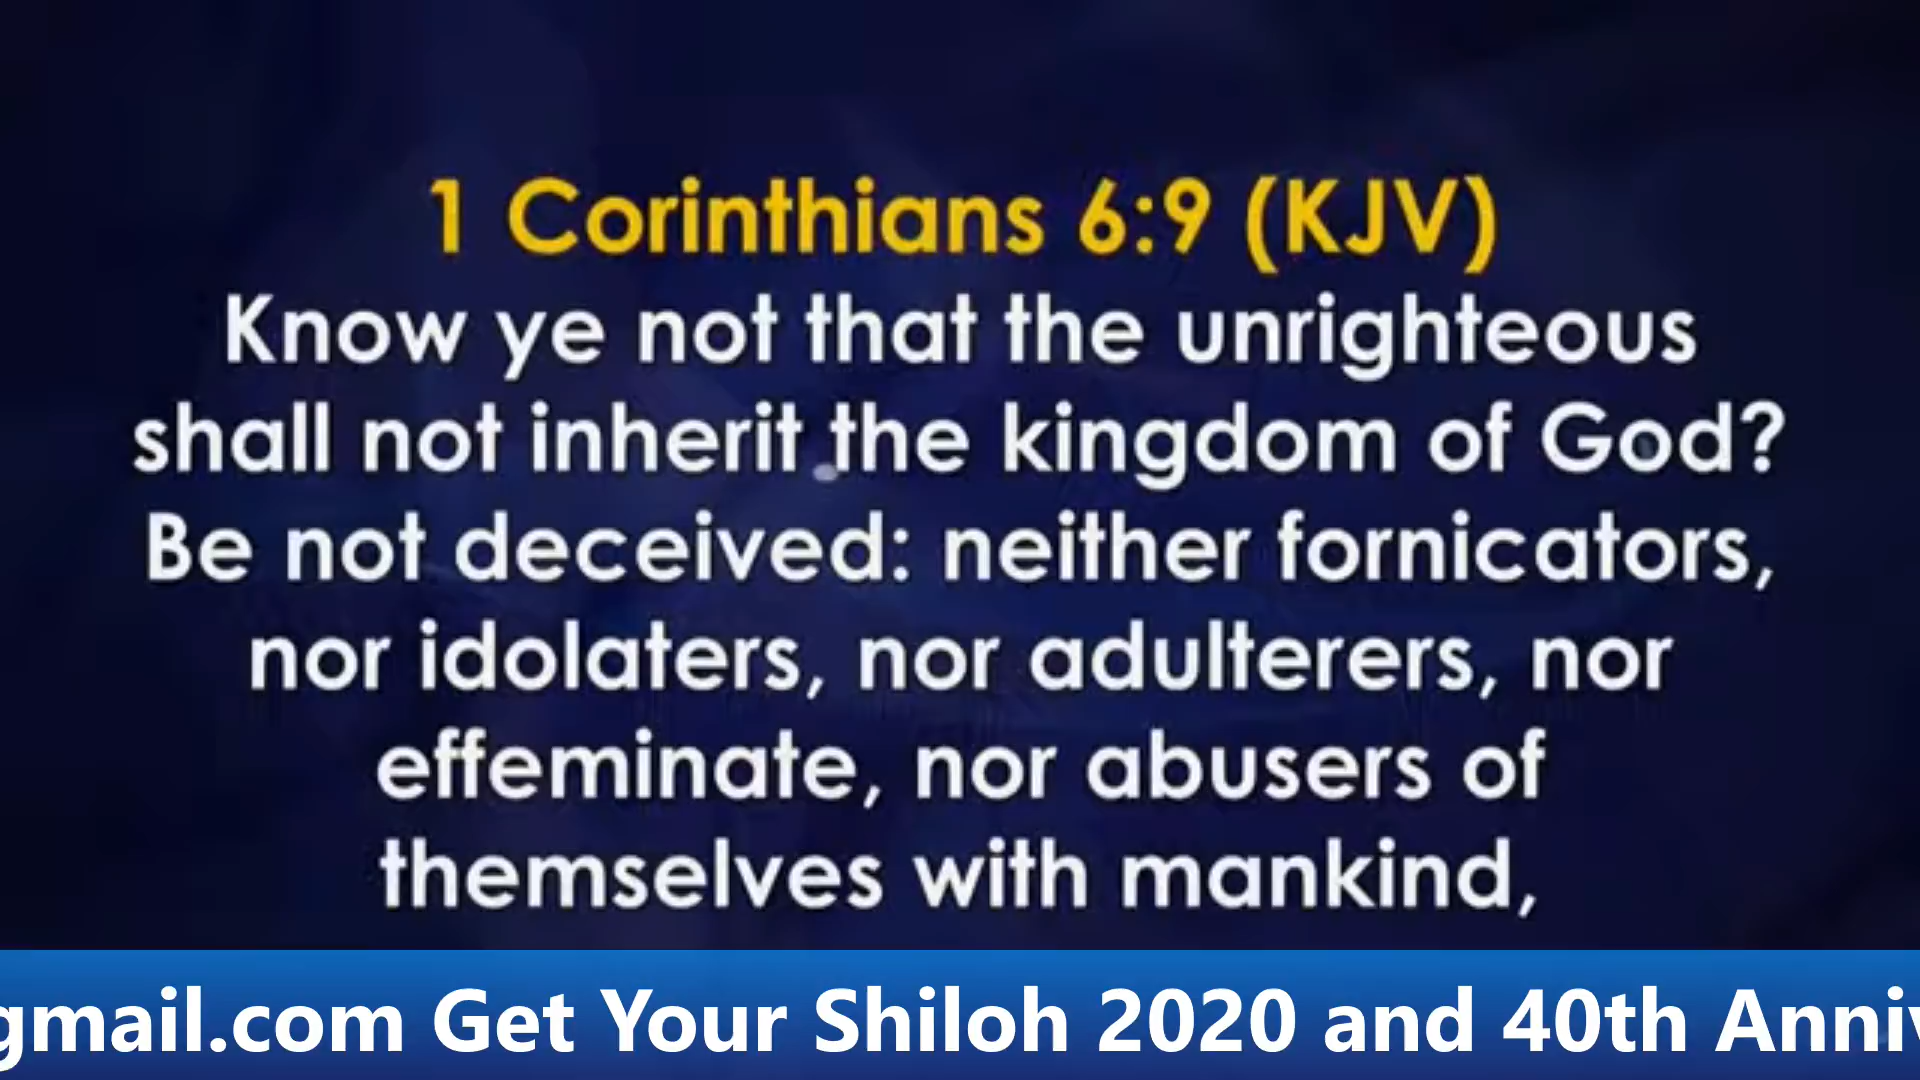 1 Corinthians 6:9 (KJV)
Know ye not that the unrighteous
shall not inherit the kingdom of God?
Be not deceived: neither fornicators,
nor idolaters, nor adulterers, nor
effeminate, nor abusers of
themselves with mankind,
gmail.com Get Your Shiloh 2020 and 40th Anniv